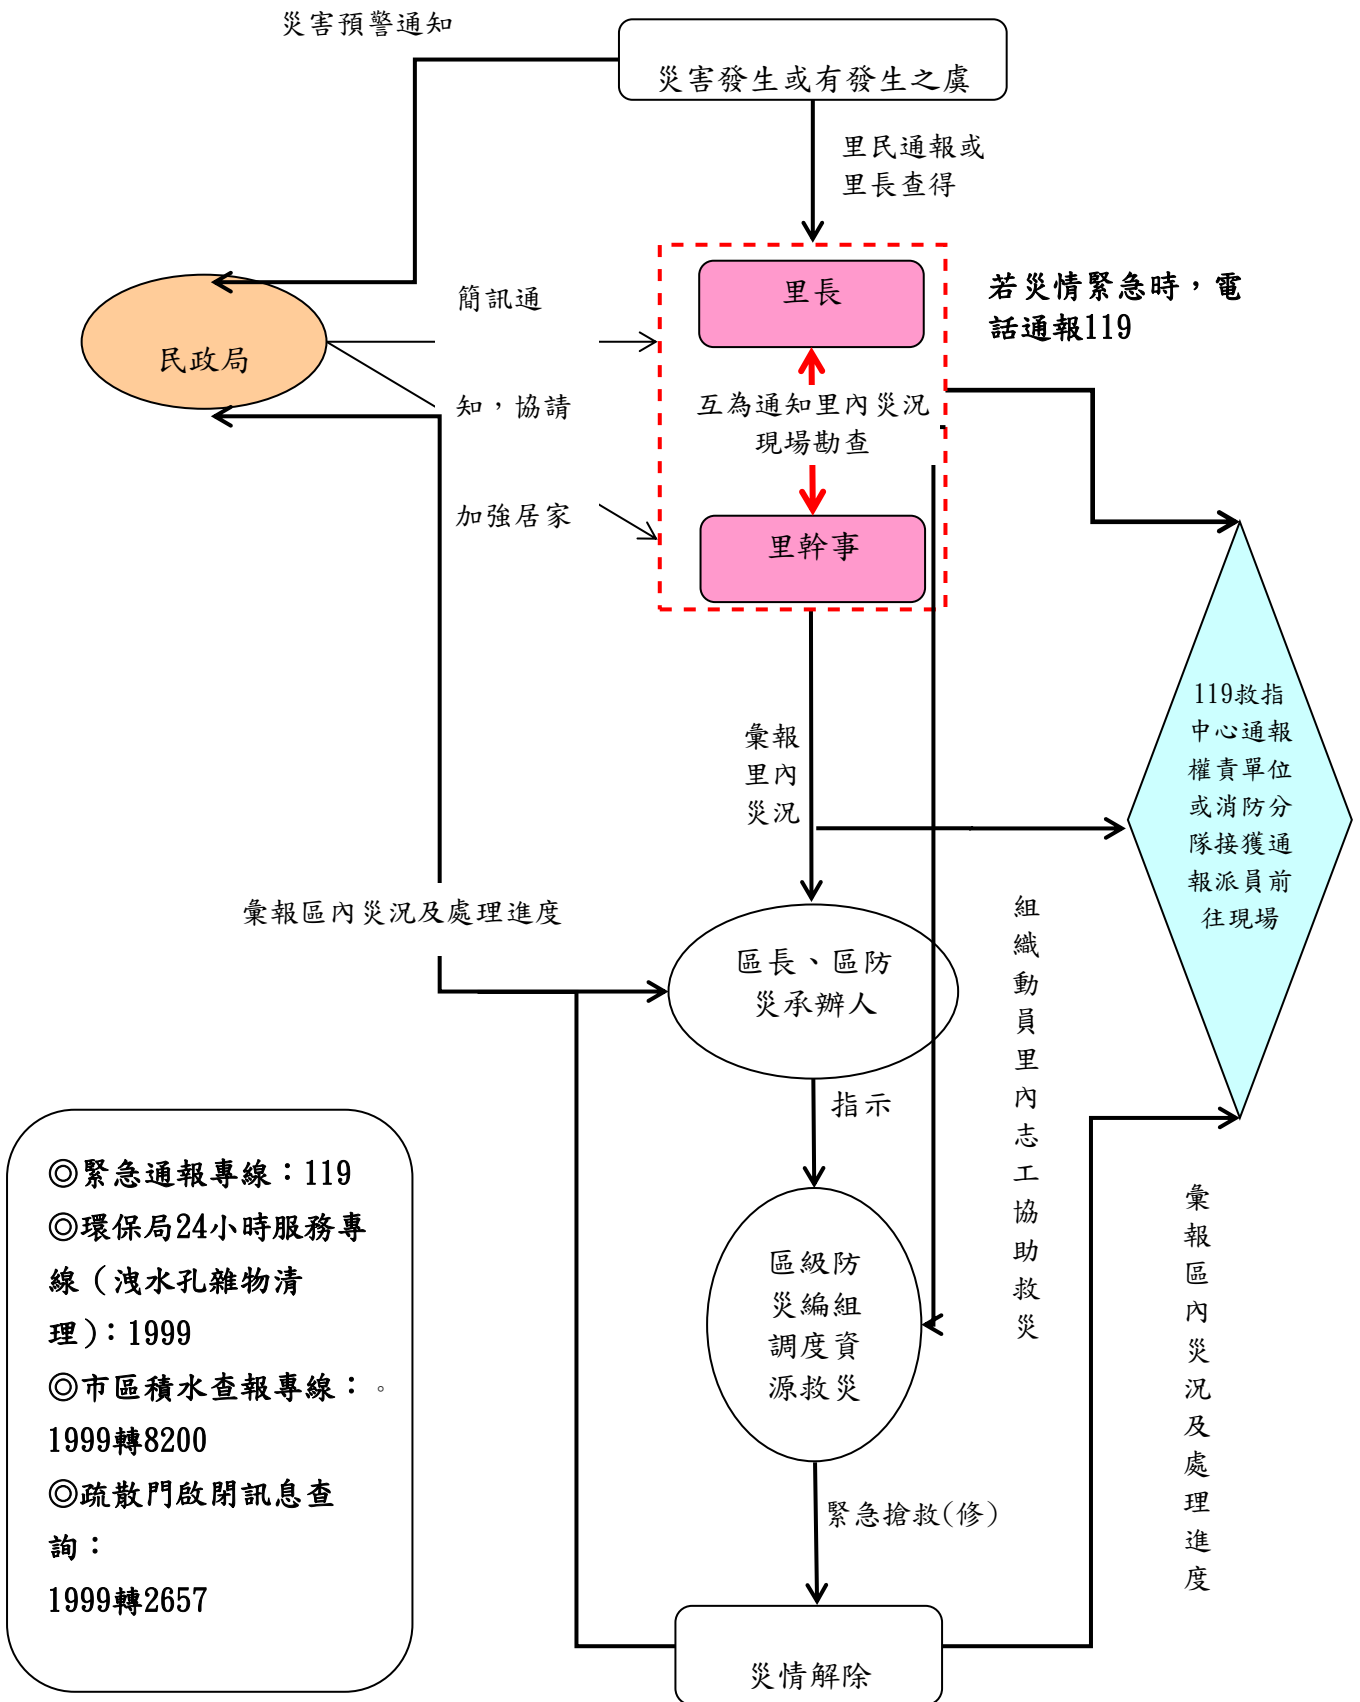 災害預警通知
災害發生或有發生之虞
里民通報或
里長查得
里長
若災情緊急時，電
話通報119
簡訊通
民政局
知，協請
互為通知里內災況
現場勘查
加強居家
里幹事
119救指
中心通報
權責單位
或消防分
隊接獲通
報派員前
往現場
彙報
里內
災況
彙報區內災況及處理進度
組織動員里內志工協助救災
區長、區防
災承辦人
指示
◎緊急通報專線：119
◎環保局24小時服務專
線（洩水孔雜物清
理）：1999
◎市區積水查報專線：。
1999轉8200
◎疏散門啟閉訊息查
詢：
1999轉2657
彙報區內災況及處理進度
區級防
災編組
調度資
源救災
緊急搶救(修)
災情解除